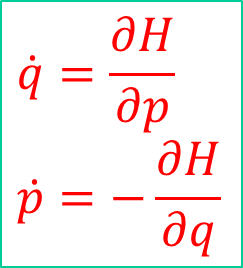 q̇ = ∂H/∂p
ṗ = −∂H/∂q